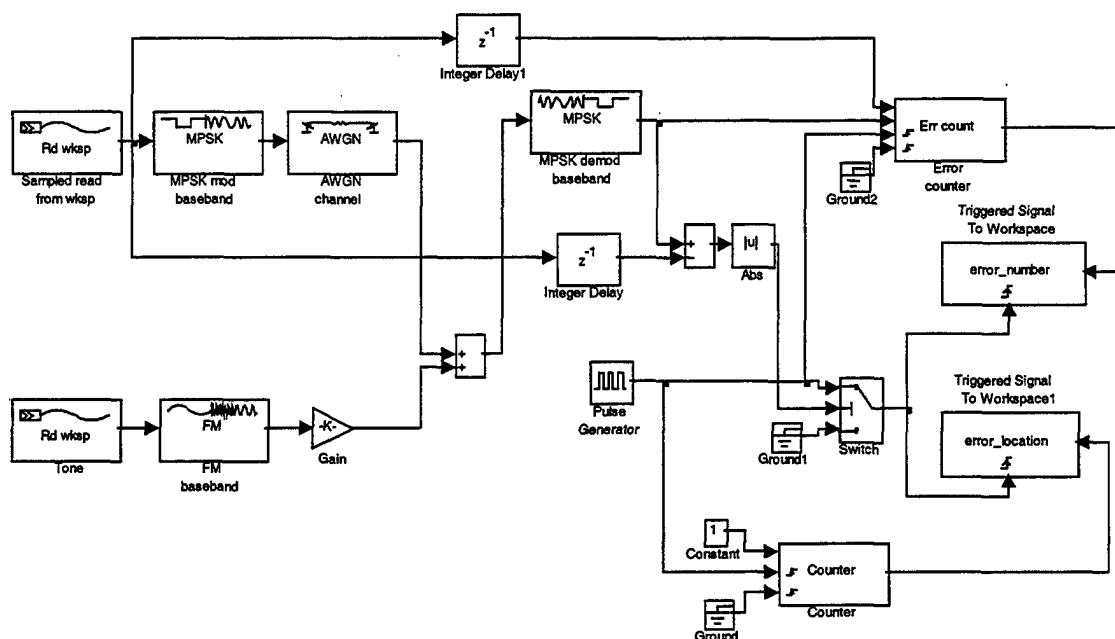 z-1
Integer Delay1
Rd wksp
Sampled read
from wksp
MPSK
MPSK mod
baseband
AWGN
AWGN
channel
MPSK
MPSK demod
baseband
Err count
Error
counter
Ground2
z-1
Integer Delay
+
−
|u|
Abs
Triggered Signal
To Workspace
error_number
+
+
Pulse
Generator
Ground1
Switch
Triggered Signal
To Workspace1
error_location
Rd wksp
Tone
FM
FM
baseband
-K-
Gain
1
Constant
Counter
Counter
Ground